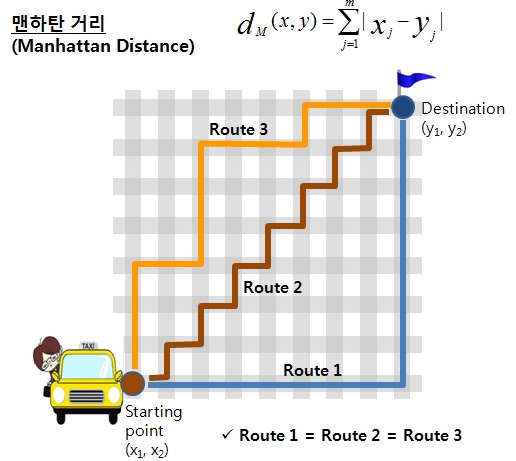 맨하탄 거리
(Manhattan Distance)
d_M(x, y) = \sum_{j=1}^{m} | x_j - y_j |
Route 3
Destination
(y₁, y₂)
Route 2
TAXI
Route 1
Starting
point
(x₁, x₂)
✓ Route 1 = Route 2 = Route 3